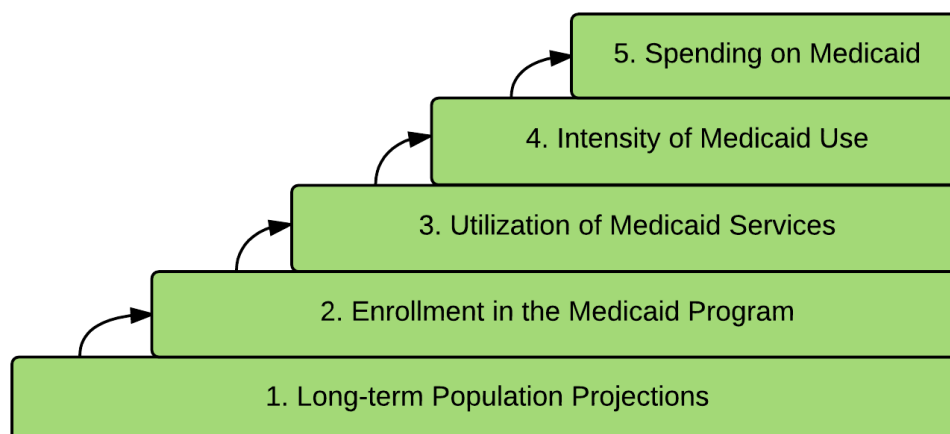 5. Spending on Medicaid
4. Intensity of Medicaid Use
3. Utilization of Medicaid Services
2. Enrollment in the Medicaid Program
1. Long-term Population Projections